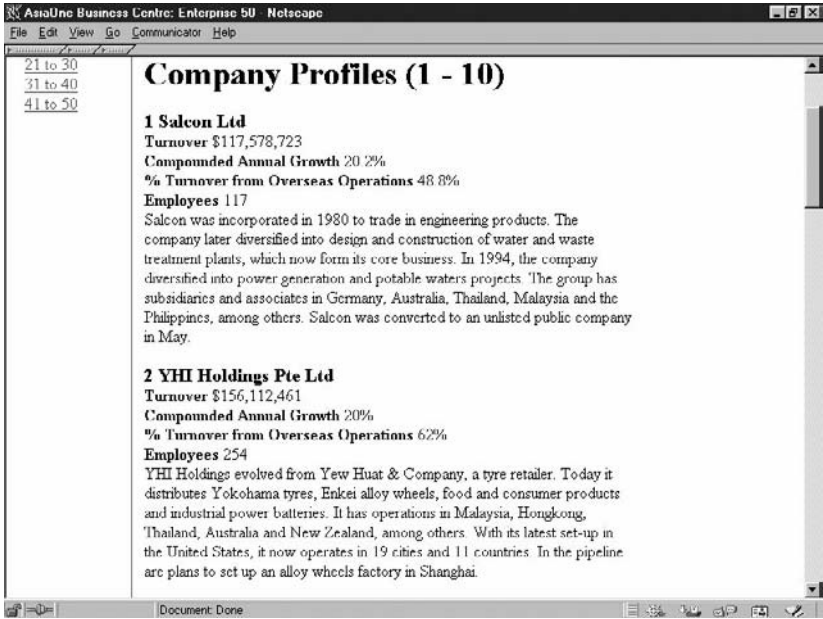 AsiaOne Business Centre: Enterprise 50 - Netscape
File Edit View Go Communicator Help
21 to 30
31 to 40
41 to 50
Company Profiles (1 - 10)
1 Salcon Ltd
Turnover $117,578,723
Compounded Annual Growth 20.2%
% Turnover from Overseas Operations 48.8%
Employees 117
Salcon was incorporated in 1980 to trade in engineering products. The
company later diversified into design and construction of water and waste
treatment plants, which now form its core business. In 1994, the company
diversified into power generation and potable waters projects. The group has
subsidiaries and associates in Germany, Australia, Thailand, Malaysia and the
Philippines, among others. Salcon was converted to an unlisted public company
in May.
2 YHI Holdings Pte Ltd
Turnover $156,112,461
Compounded Annual Growth 20%
% Turnover from Overseas Operations 62%
Employees 254
YHI Holdings evolved from Yew Huat & Company, a tyre retailer. Today it
distributes Yokohama tyres, Enkei alloy wheels, food and consumer products
and industrial power batteries. It has operations in Malaysia, Hongkong,
Thailand, Australia and New Zealand, among others. With its latest set-up in
the United States, it now operates in 19 cities and 11 countries. In the pipeline
are plans to set up an alloy wheels factory in Shanghai.
Document: Done